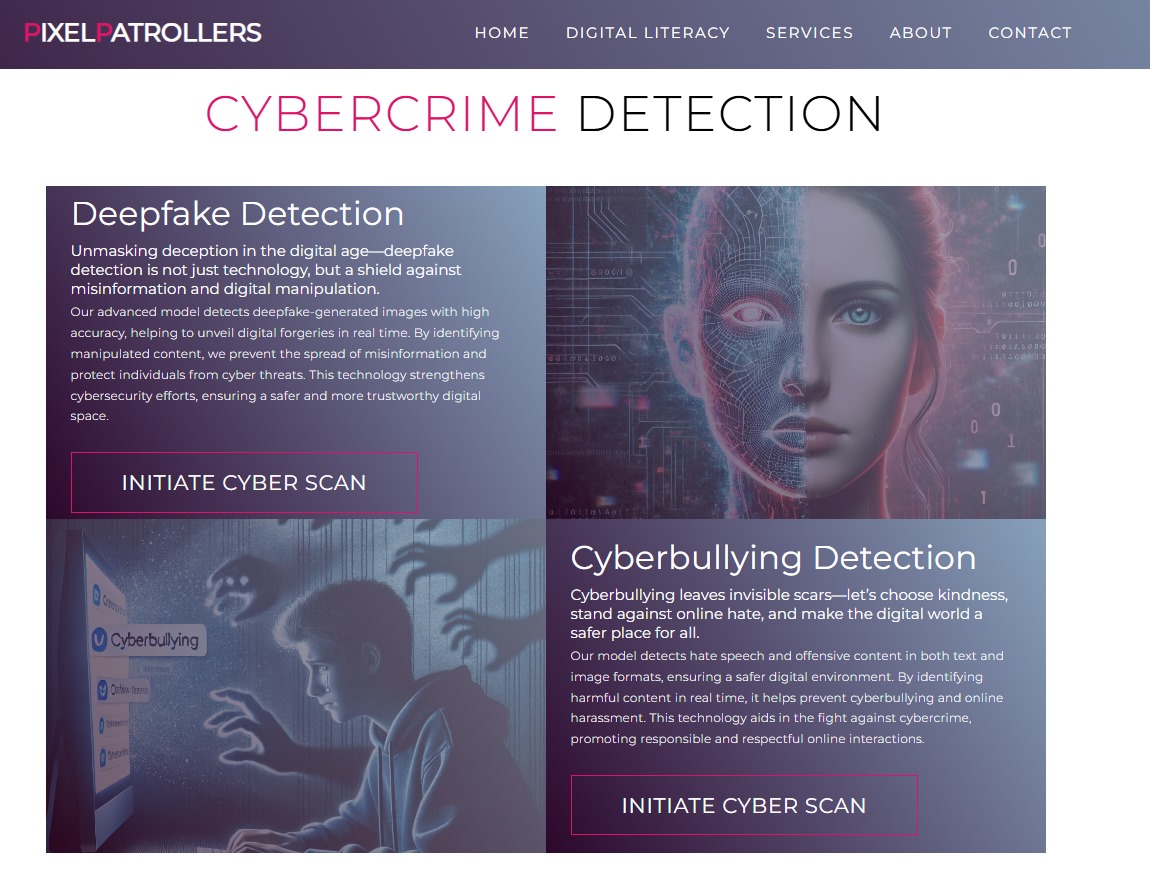 PIXELPATROLLERS
HOME DIGITAL LITERACY SERVICES ABOUT CONTACT
CYBERCRIME DETECTION
Deepfake Detection
Unmasking deception in the digital age—deepfake
detection is not just technology, but a shield against
misinformation and digital manipulation.
Our advanced model detects deepfake-generated images with high
accuracy, helping to unveil digital forgeries in real time. By identifying
manipulated content, we prevent the spread of misinformation and
protect individuals from cyber threats. This technology strengthens
cybersecurity efforts, ensuring a safer and more trustworthy digital
space.
INITIATE CYBER SCAN
Cyberbullying
Cyberbullying Detection
Cyberbullying leaves invisible scars—let's choose kindness,
stand against online hate, and make the digital world a
safer place for all.
Our model detects hate speech and offensive content in both text and
image formats, ensuring a safer digital environment. By identifying
harmful content in real time, it helps prevent cyberbullying and online
harassment. This technology aids in the fight against cybercrime,
promoting responsible and respectful online interactions.
INITIATE CYBER SCAN